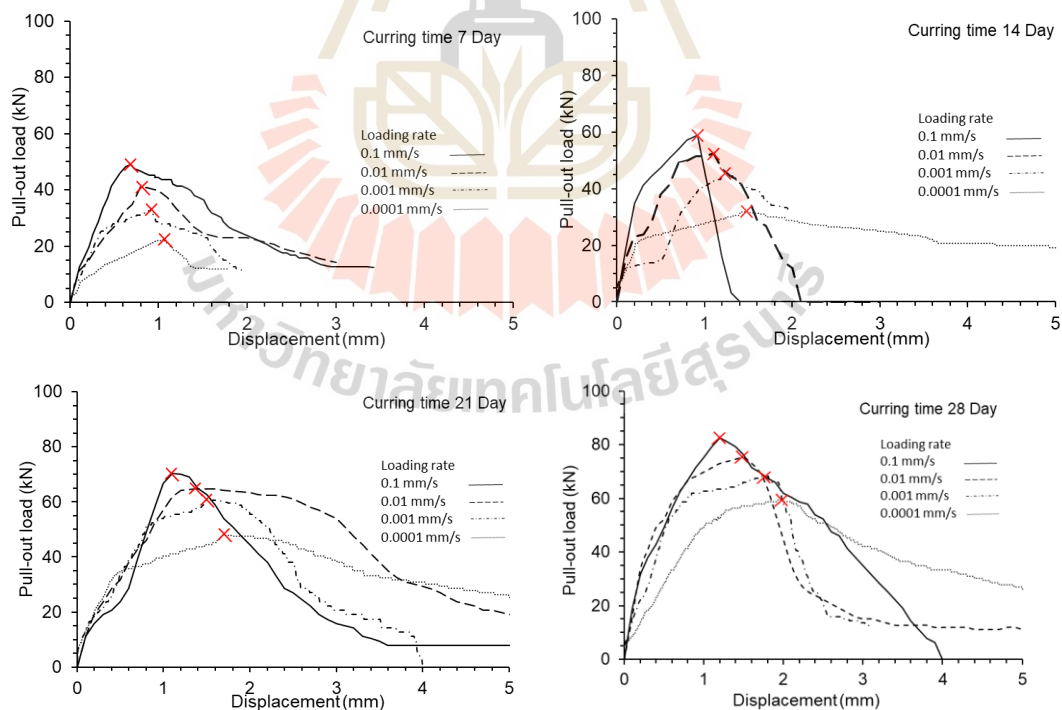 Curring time 7 Day
Pull-out load (kN)
100
80
60
40
20
0
Loading rate
0.1 mm/s
0.01 mm/s
0.001 mm/s
0.0001 mm/s
0 1 2 3 4 5
Displacement (mm)
Curring time 14 Day
Pull-out load (kN)
100
80
60
40
20
0
Loading rate
0.1 mm/s
0.01 mm/s
0.001 mm/s
0.0001 mm/s
0 1 2 3 4 5
Displacement (mm)
มหาวิทยาลัยเทคโนโลยีสุรนารี
Curring time 21 Day
Pull-out load (kN)
100
80
60
40
20
0
Loading rate
0.1 mm/s
0.01 mm/s
0.001 mm/s
0.0001 mm/s
0 1 2 3 4 5
Displacement (mm)
Curring time 28 Day
Pull-out load (kN)
100
80
60
40
20
0
Loading rate
0.1 mm/s
0.01 mm/s
0.001 mm/s
0.0001 mm/s
0 1 2 3 4 5
Displacement (mm)